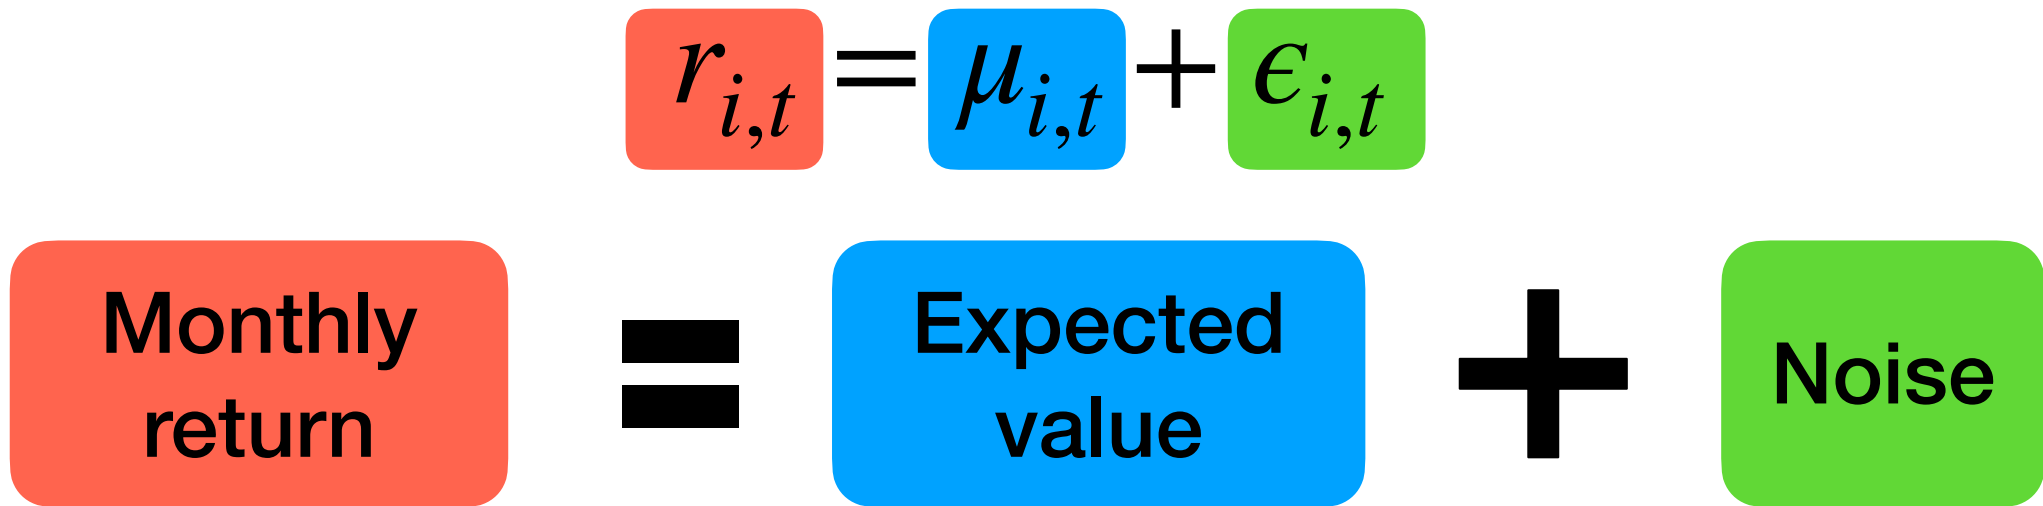 r_{i,t} = μ_{i,t} + ϵ_{i,t}
Monthly return = Expected value + Noise